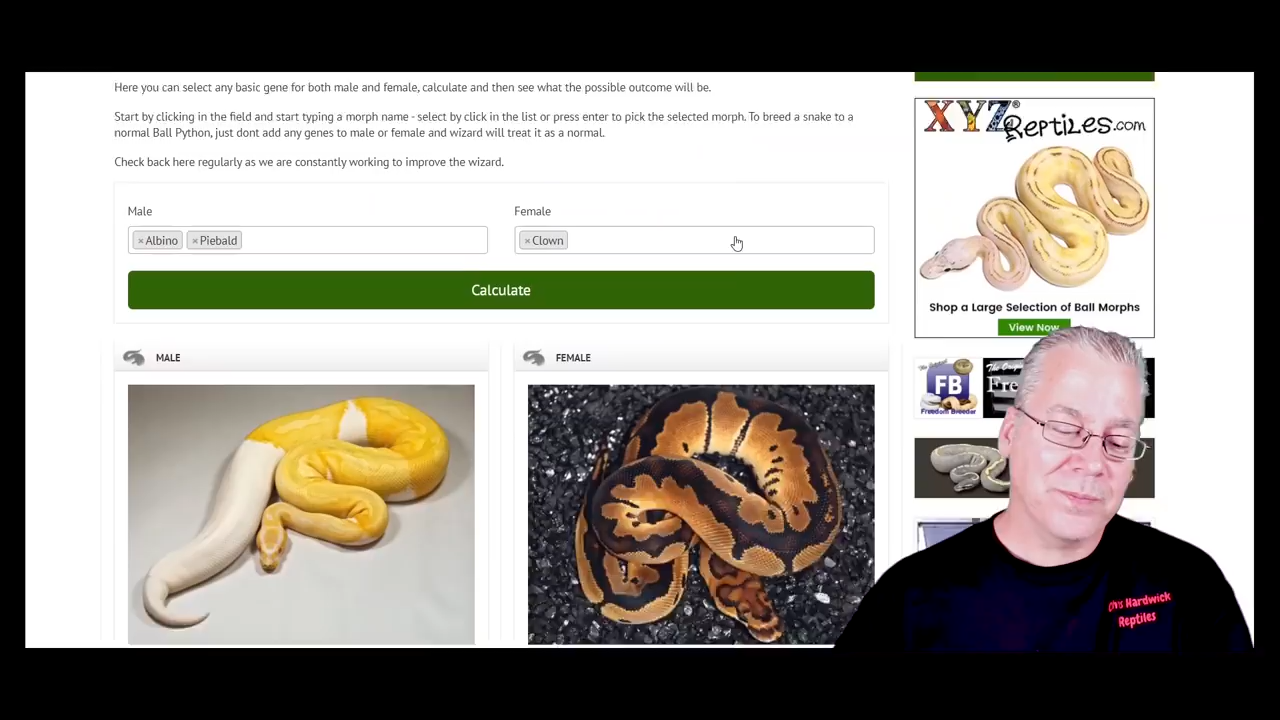 Here you can select any basic gene for both male and female, calculate and then see what the possible outcome will be.
Start by clicking in the field and start typing a morph name - select by click in the list or press enter to pick the selected morph. To breed a snake to a
normal Ball Python, just dont add any genes to male or female and wizard will treat it as a normal.
Check back here regularly as we are constantly working to improve the wizard.
Male
Female
×Albino ×Piebald
×Clown
Calculate
MALE
FEMALE
XYZ® Reptiles.com
Shop a Large Selection of Ball Morphs
View Now
FB
Freedom Breeder
Chris Hardwick
Reptiles